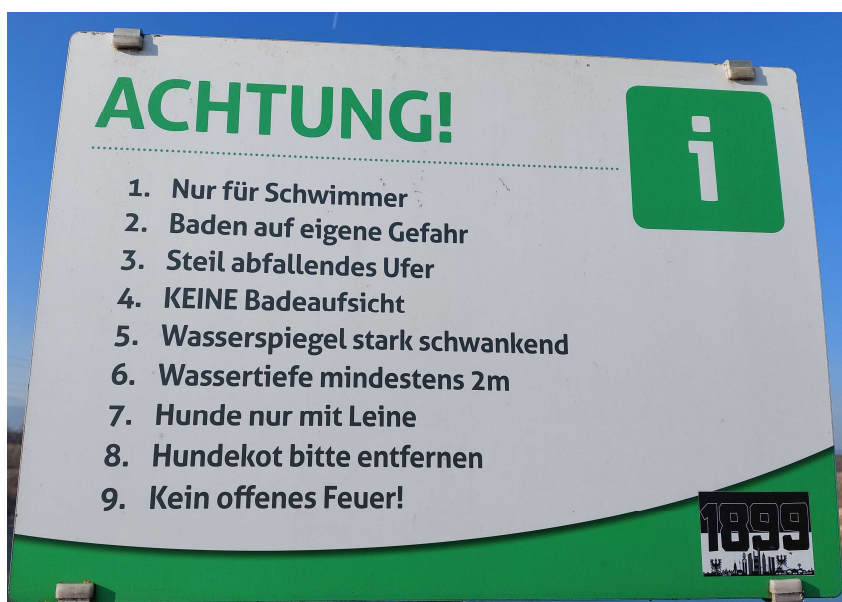 ACHTUNG!
i
1. Nur für Schwimmer
2. Baden auf eigene Gefahr
3. Steil abfallendes Ufer
4. KEINE Badeaufsicht
5. Wasserspiegel stark schwankend
6. Wassertiefe mindestens 2m
7. Hunde nur mit Leine
8. Hundekot bitte entfernen
9. Kein offenes Feuer!
1899